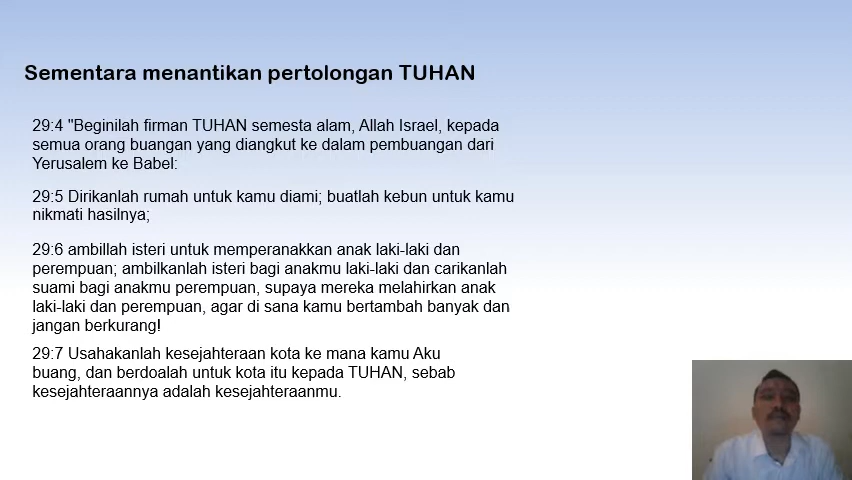 Sementara menantikan pertolongan TUHAN
29:4 "Beginilah firman TUHAN semesta alam, Allah Israel, kepada
semua orang buangan yang diangkut ke dalam pembuangan dari
Yerusalem ke Babel:
29:5 Dirikanlah rumah untuk kamu diami; buatlah kebun untuk kamu
nikmati hasilnya;
29:6 ambillah isteri untuk memperanakkan anak laki-laki dan
perempuan; ambilkanlah isteri bagi anakmu laki-laki dan carikanlah
suami bagi anakmu perempuan, supaya mereka melahirkan anak
laki-laki dan perempuan, agar di sana kamu bertambah banyak dan
jangan berkurang!
29:7 Usahakanlah kesejahteraan kota ke mana kamu Aku
buang, dan berdoalah untuk kota itu kepada TUHAN, sebab
kesejahteraannya adalah kesejahteraanmu.